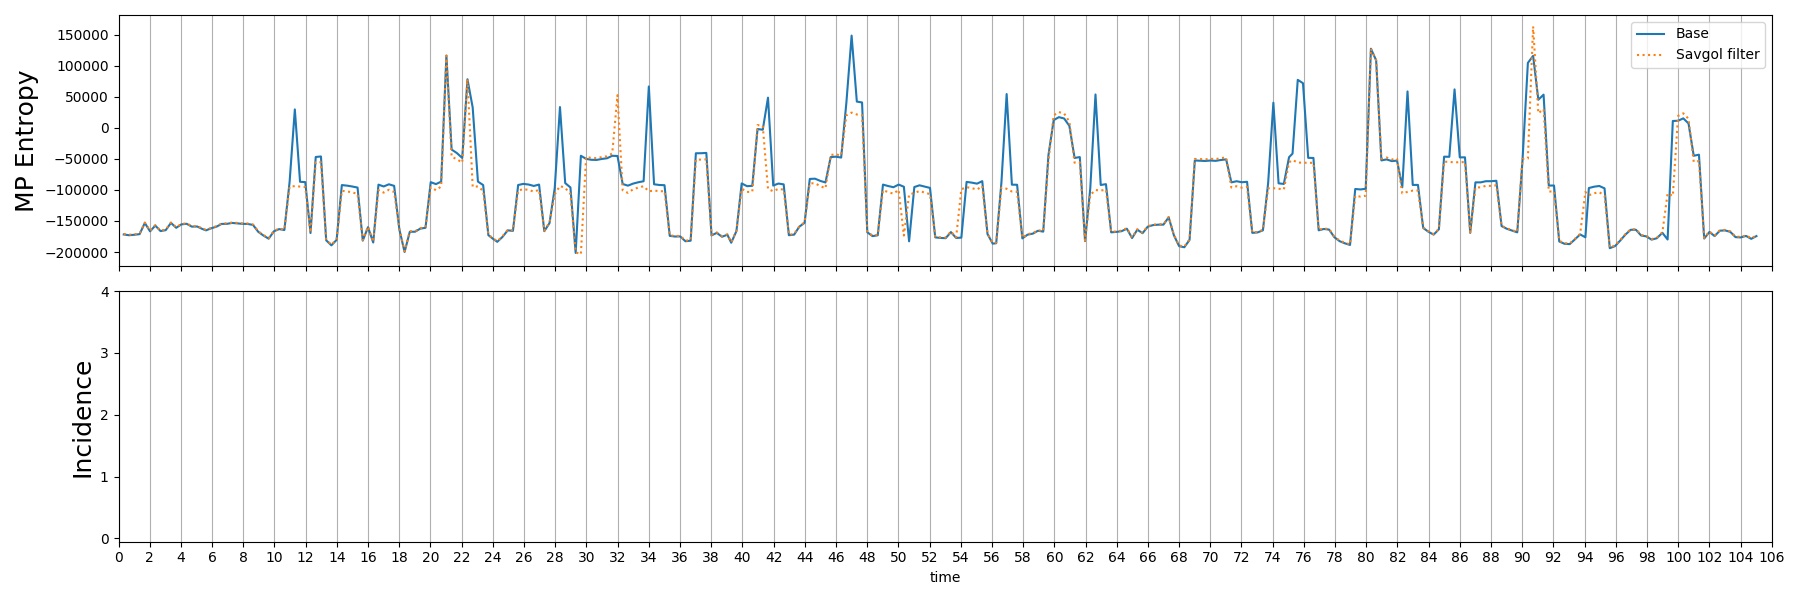 MP Entropy
150000
100000
50000
0
−50000
−100000
−150000
−200000
Base
Savgol filter
Incidence
4
3
2
1
0
0 2 4 6 8 10 12 14 16 18 20 22 24 26 28 30 32 34 36 38 40 42 44 46 48 50 52 54 56 58 60 62 64 66 68 70 72 74 76 78 80 82 84 86 88 90 92 94 96 98 100 102 104 106
time